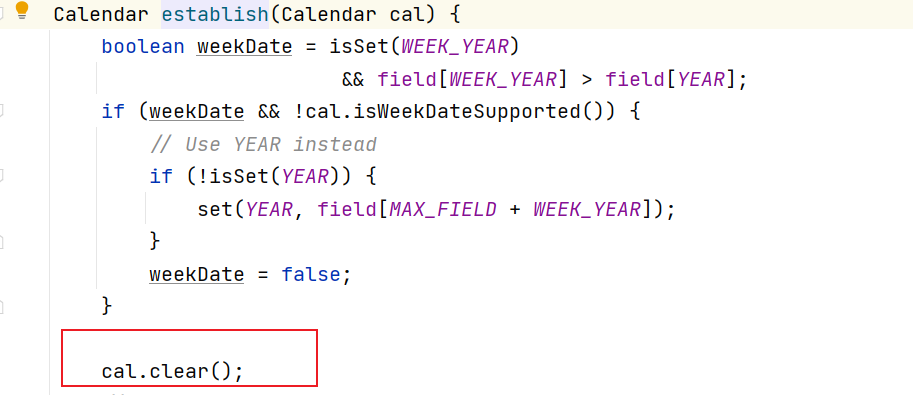 Calendar establish(Calendar cal) {
    boolean weekDate = isSet(WEEK_YEAR)
                        && field[WEEK_YEAR] > field[YEAR];
    if (weekDate && !cal.isWeekDateSupported()) {
        // Use YEAR instead
        if (!isSet(YEAR)) {
            set(YEAR, field[MAX_FIELD + WEEK_YEAR]);
        }
        weekDate = false;
    }
    cal.clear();